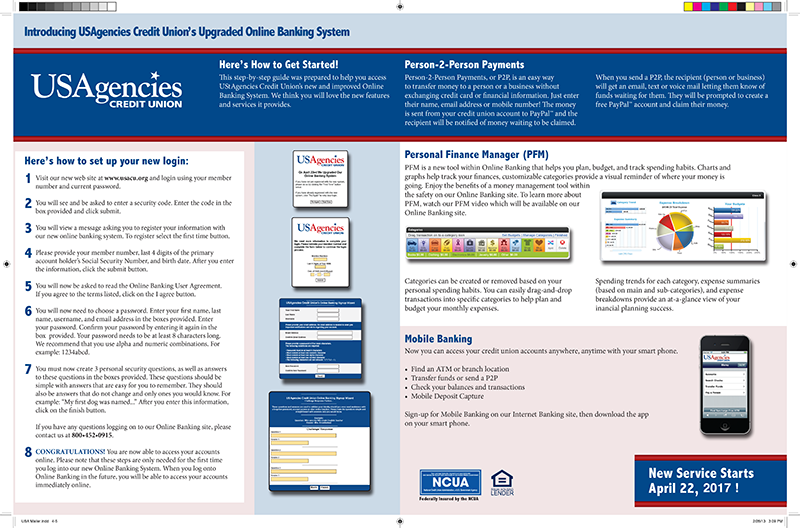 Introducing USAgencies Credit Union's Upgraded Online Banking System
USAgencies
CREDIT UNION
Here's How to Get Started!
This step-by-step guide was prepared to help you access
UStAgencies Credit Union's new and improved Online
Banking System. We think you will love the new features
and services it provides.
Person-2-Person Payments
Person-2-Person Payments, or P2P, is an easy way
to transfer money to a person or a business without
exchanging credit card or financial information. Just enter
their name, email address or mobile number! The money
is sent from your credit union account to PayPal™ and the
recipient will be notified of money waiting to be claimed.
When you send a P2P, the recipient (person or business)
will get an email, text or voice mail letting them know of
funds waiting for them. They will be prompted to create a
free PayPal™ account and claim their money.
Here's how to set up your new login:
1 Visit our new web site at www.usacu.org and login using your member
number and current password.
2 You will see and be asked to enter a security code. Enter the code in the
box provided and click submit.
3 You will view a message asking you to register your information with
our new online banking system. To register select the first time button.
4 Please provide your member number, last 4 digits of the primary
account holder's Social Security Number, and birth date. After you enter
the information, click the submit button.
5 You will now be asked to read the Online Banking User Agreement.
If you agree to the terms listed, click on the I agree button.
6 You will now need to choose a password. Enter your first name, last
name, username, and email address in the boxes provided. Enter
your password. Confirm your password by entering it again in the
box provided. Your password needs to be at least 8 characters long.
We recommend that you use alpha and numeric combinations. For
example: 1234abcd.
7 You must now create 3 personal security questions, as well as answers
to these questions in the boxes provided. These questions should be
simple with answers that are easy for you to remember. They should
also be answers that do not change and only ones you would know. For
example: "My first dog was named..." After you enter this information,
click on the finish button.
If you have any questions logging on to our Online Banking site, please
contact us at 800•452•0915.
8 CONGRATULATIONS! You are now able to access your accounts
online. Please note that these steps are only needed for the first time
you log into our new Online Banking System. When you log onto
Online Banking in the future, you will be able to access your accounts
immediately online.
USAgencies
CREDIT UNION
USAgencies
CREDIT UNION
Personal Finance Manager (PFM)
PFM is a new tool within Online Banking that helps you plan, budget, and track spending habits. Charts and
graphs help track your finances, customizable categories provide a visual reminder of where your money is
going. Enjoy the benefits of a money management tool within
the safety on our Online Banking site. To learn more about
PFM, watch our PFM video which will be available on our
Online Banking site.
Categories can be created or removed based on your
personal spending habits. You can easily drag-and-drop
transactions into specific categories to help plan and
budget your monthly expenses.
Spending trends for each category, expense summaries
(based on main and sub-categories), and expense
breakdowns provide an at-a-glance view of your
inancial planning success.
Mobile Banking
Now you can access your credit union accounts anywhere, anytime with your smart phone.
• Find an ATM or branch location
• Transfer funds or send a P2P
• Check your balances and transactions
• Mobile Deposit Capture
Sign-up for Mobile Banking on our Internet Banking site, then download the app
on your smart phone.
NCUA
Federally Insured by the NCUA
LENDER
New Service Starts
April 22, 2017 !